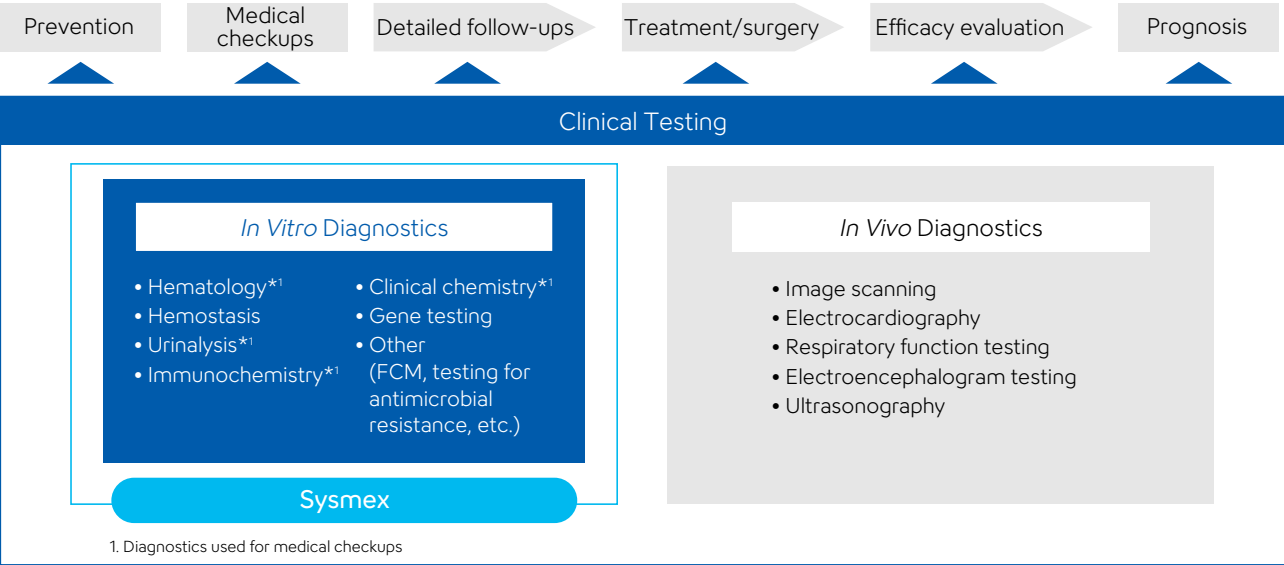 Prevention
Medical
checkups
Detailed follow-ups
Treatment/surgery
Efficacy evaluation
Prognosis
Clinical Testing
In Vitro Diagnostics
• Hematology*1
• Hemostasis
• Urinalysis*1
• Immunochemistry*1
• Clinical chemistry*1
• Gene testing
• Other
(FCM, testing for
antimicrobial
resistance, etc.)
Sysmex
1. Diagnostics used for medical checkups
In Vivo Diagnostics
• Image scanning
• Electrocardiography
• Respiratory function testing
• Electroencephalogram testing
• Ultrasonography